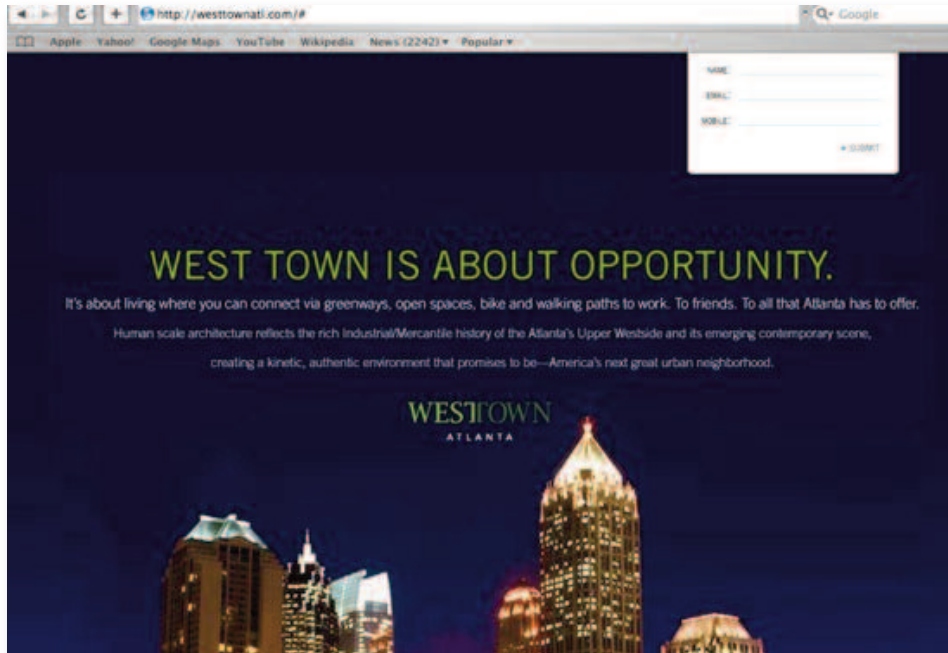 http://westtownatl.com/#
Google
Apple Yahoo! Google Maps YouTube Wikipedia News (2242) Popular
NAME:
EMAIL:
MOBILE:
SUBMIT
WEST TOWN IS ABOUT OPPORTUNITY.
It's about living where you can connect via greenways, open spaces, bike and walking paths to work. To friends. To all that Atlanta has to offer.
Human scale architecture reflects the rich Industrial/Mercantile history of the Atlanta's Upper Westside and its emerging contemporary scene,
creating a kinetic, authentic environment that promises to be—America's next great urban neighborhood.
WESTTOWN
ATLANTA